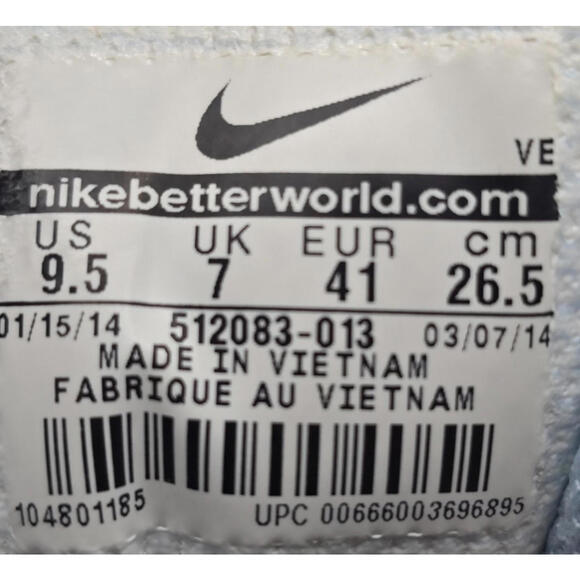 VE
nikebetterworld.com
US UK EUR cm
9.5 7 41 26.5
01/15/14 512083-013 03/07/14
MADE IN VIETNAM
FABRIQUE AU VIETNAM
104801185 UPC 00666003696895